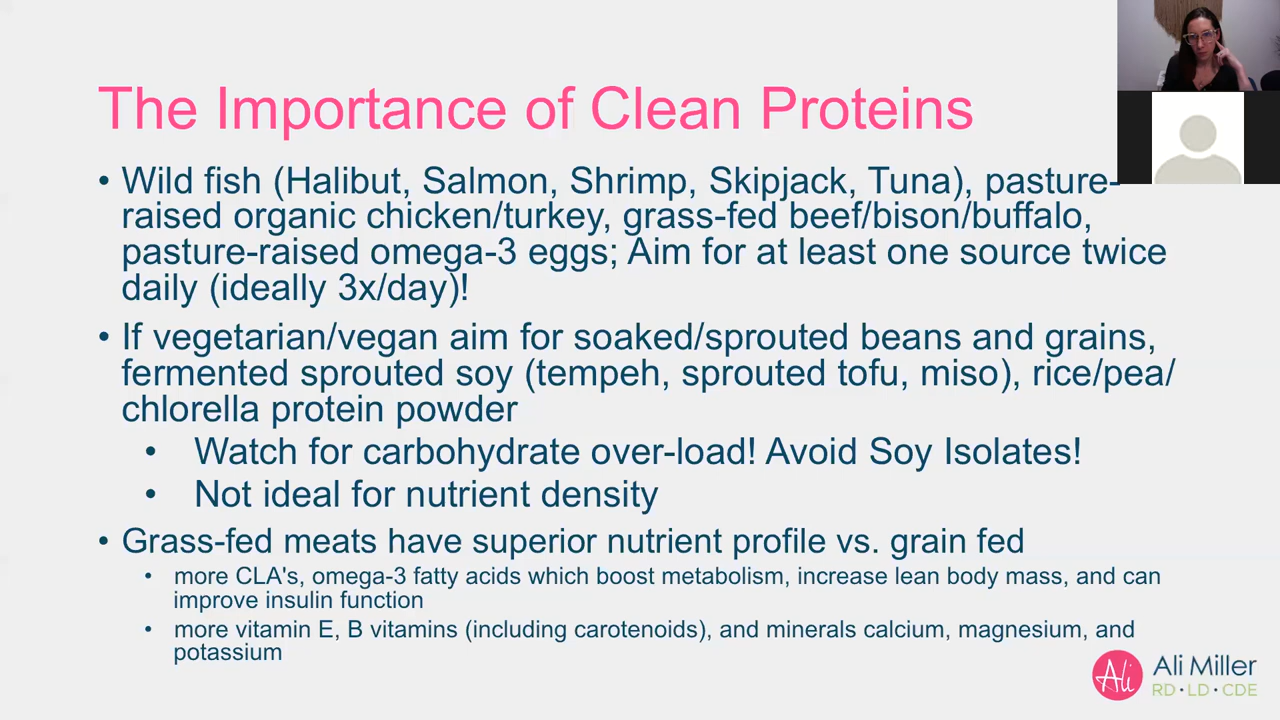 The Importance of Clean Proteins
• Wild fish (Halibut, Salmon, Shrimp, Skipjack, Tuna), pasture-
raised organic chicken/turkey, grass-fed beef/bison/buffalo,
pasture-raised omega-3 eggs; Aim for at least one source twice
daily (ideally 3x/day)!
• If vegetarian/vegan aim for soaked/sprouted beans and grains,
fermented sprouted soy (tempeh, sprouted tofu, miso), rice/pea/
chlorella protein powder
• Watch for carbohydrate over-load! Avoid Soy Isolates!
• Not ideal for nutrient density
• Grass-fed meats have superior nutrient profile vs. grain fed
• more CLA's, omega-3 fatty acids which boost metabolism, increase lean body mass, and can
improve insulin function
• more vitamin E, B vitamins (including carotenoids), and minerals calcium, magnesium, and
potassium
Ali
Ali Miller
RD • LD • CDE